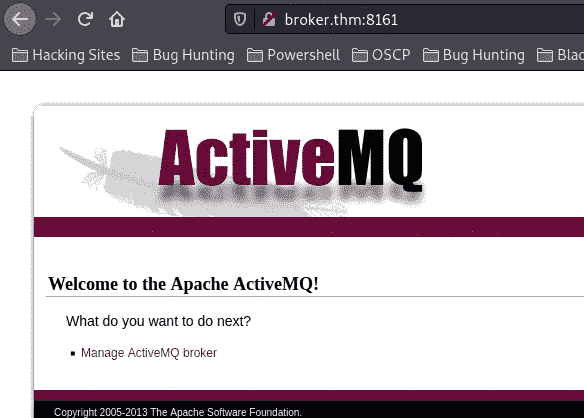 broker.thm:8161
Hacking Sites Bug Hunting Powershell OSCP Bug Hunting Blac
ActiveMQ
Welcome to the Apache ActiveMQ!
What do you want to do next?
Manage ActiveMQ broker
Copyright 2005-2013 The Apache Software Foundation.